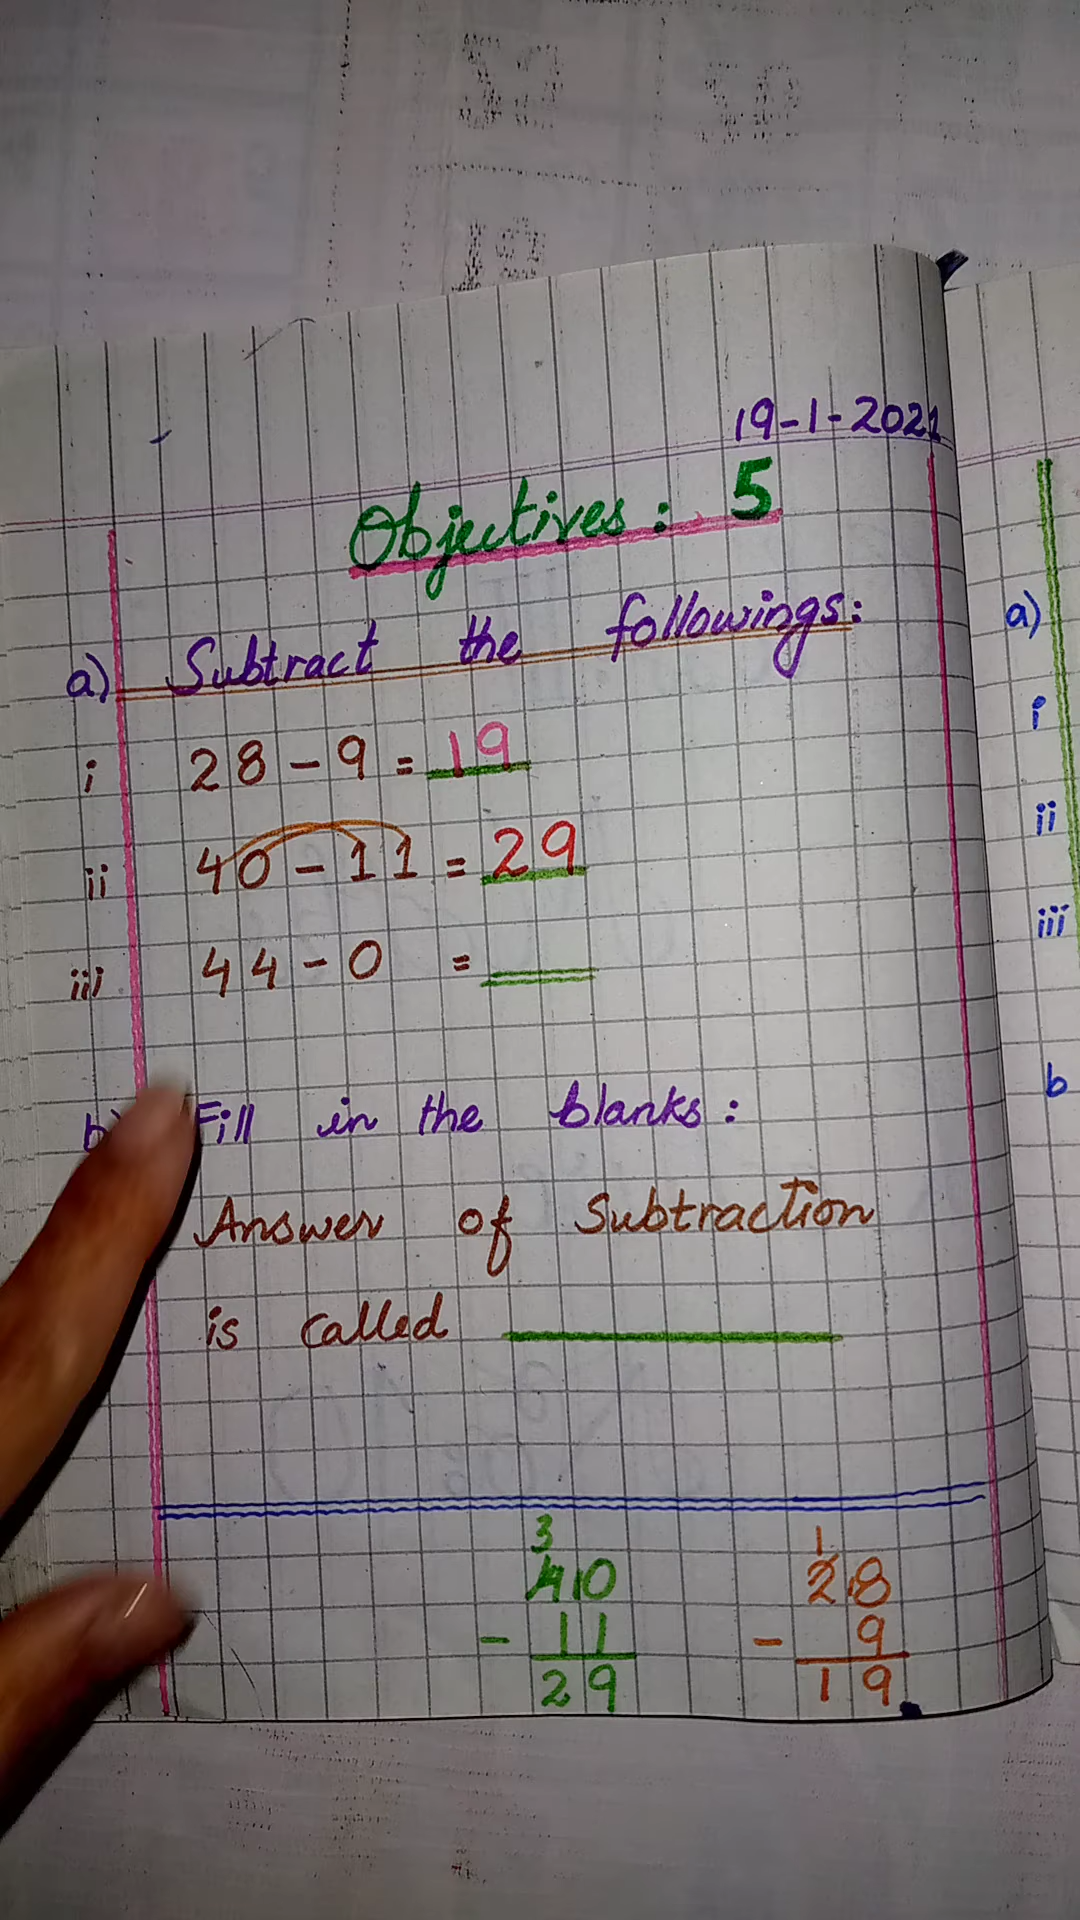 19-1-2021
Objectives: 5
a) Subtract the followings:
i 28 - 9 = 19
ii 40 - 11 = 29
iii 44 - 0 =
b) Fill in the blanks:
Answer of Subtraction
is called
3 1
40 28
- 11 - 9
29 19
a)
i
ii
iii
b